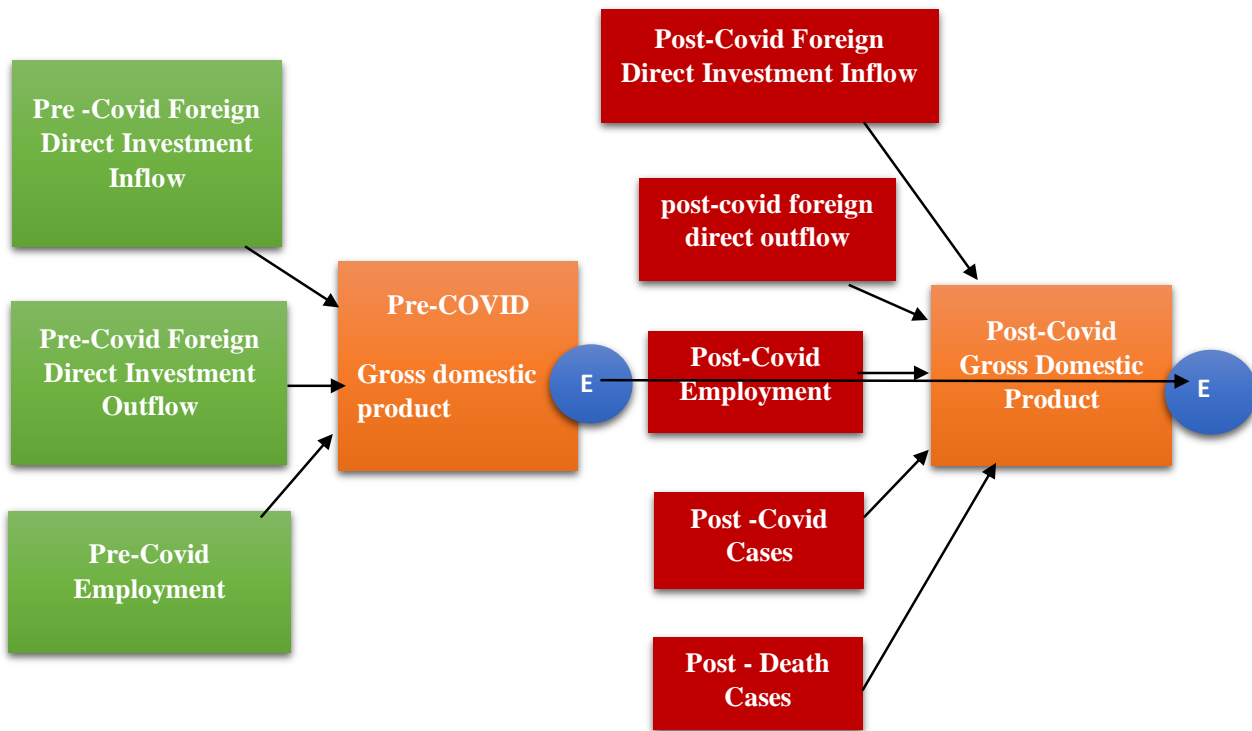 Pre -Covid Foreign
Direct Investment
Inflow
Pre-Covid Foreign
Direct Investment
Outflow
Pre-Covid
Employment
Pre-COVID
Gross domestic
product
E
Post-Covid Foreign
Direct Investment Inflow
post-covid foreign
direct outflow
Post-Covid
Employment
Post -Covid
Cases
Post - Death
Cases
Post-Covid
Gross Domestic
Product
E